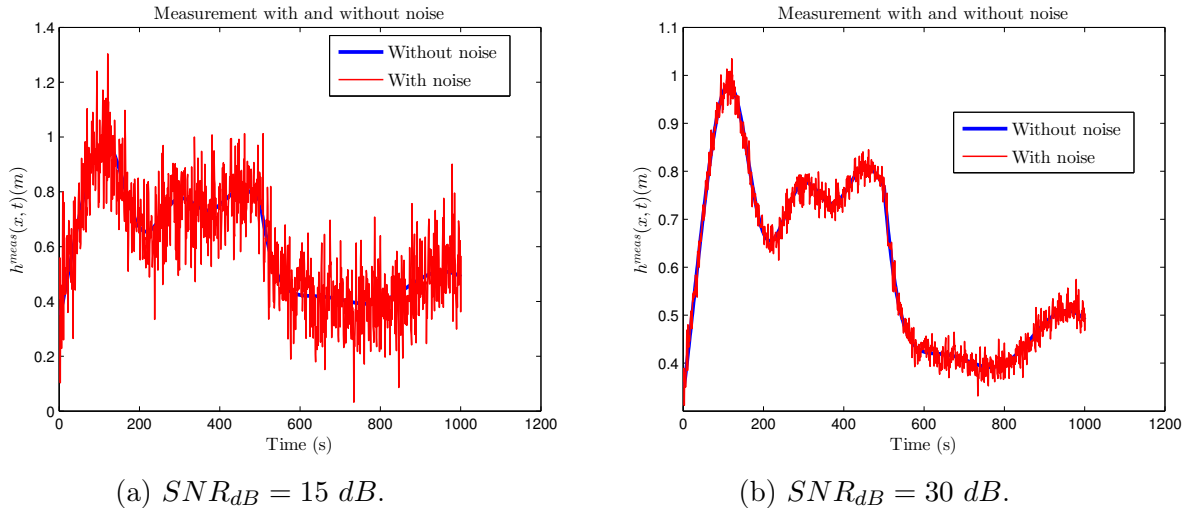 Measurement with and without noise
1.4
1.2
1
0.8
0.6
0.4
0.2
0
h^{meas}(x, t)(m)
Without noise
With noise
0 200 400 600 800 1000 1200
Time (s)
(a) SNR_{dB} = 15 dB.
Measurement with and without noise
1.1
1
0.9
0.8
0.7
0.6
0.5
0.4
h^{meas}(x, t)(m)
Without noise
With noise
0 200 400 600 800 1000 1200
Time (s)
(b) SNR_{dB} = 30 dB.